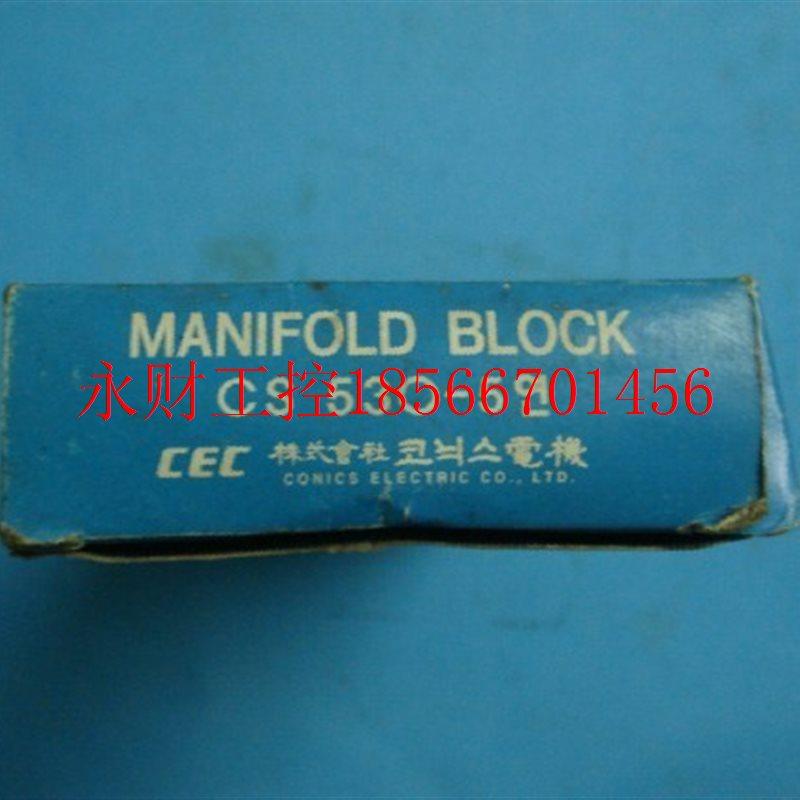 MANIFOLD BLOCK
永财工控18566701456
CEC 株式會社 코닉스電機
CONICS ELECTRIC CO., LTD.